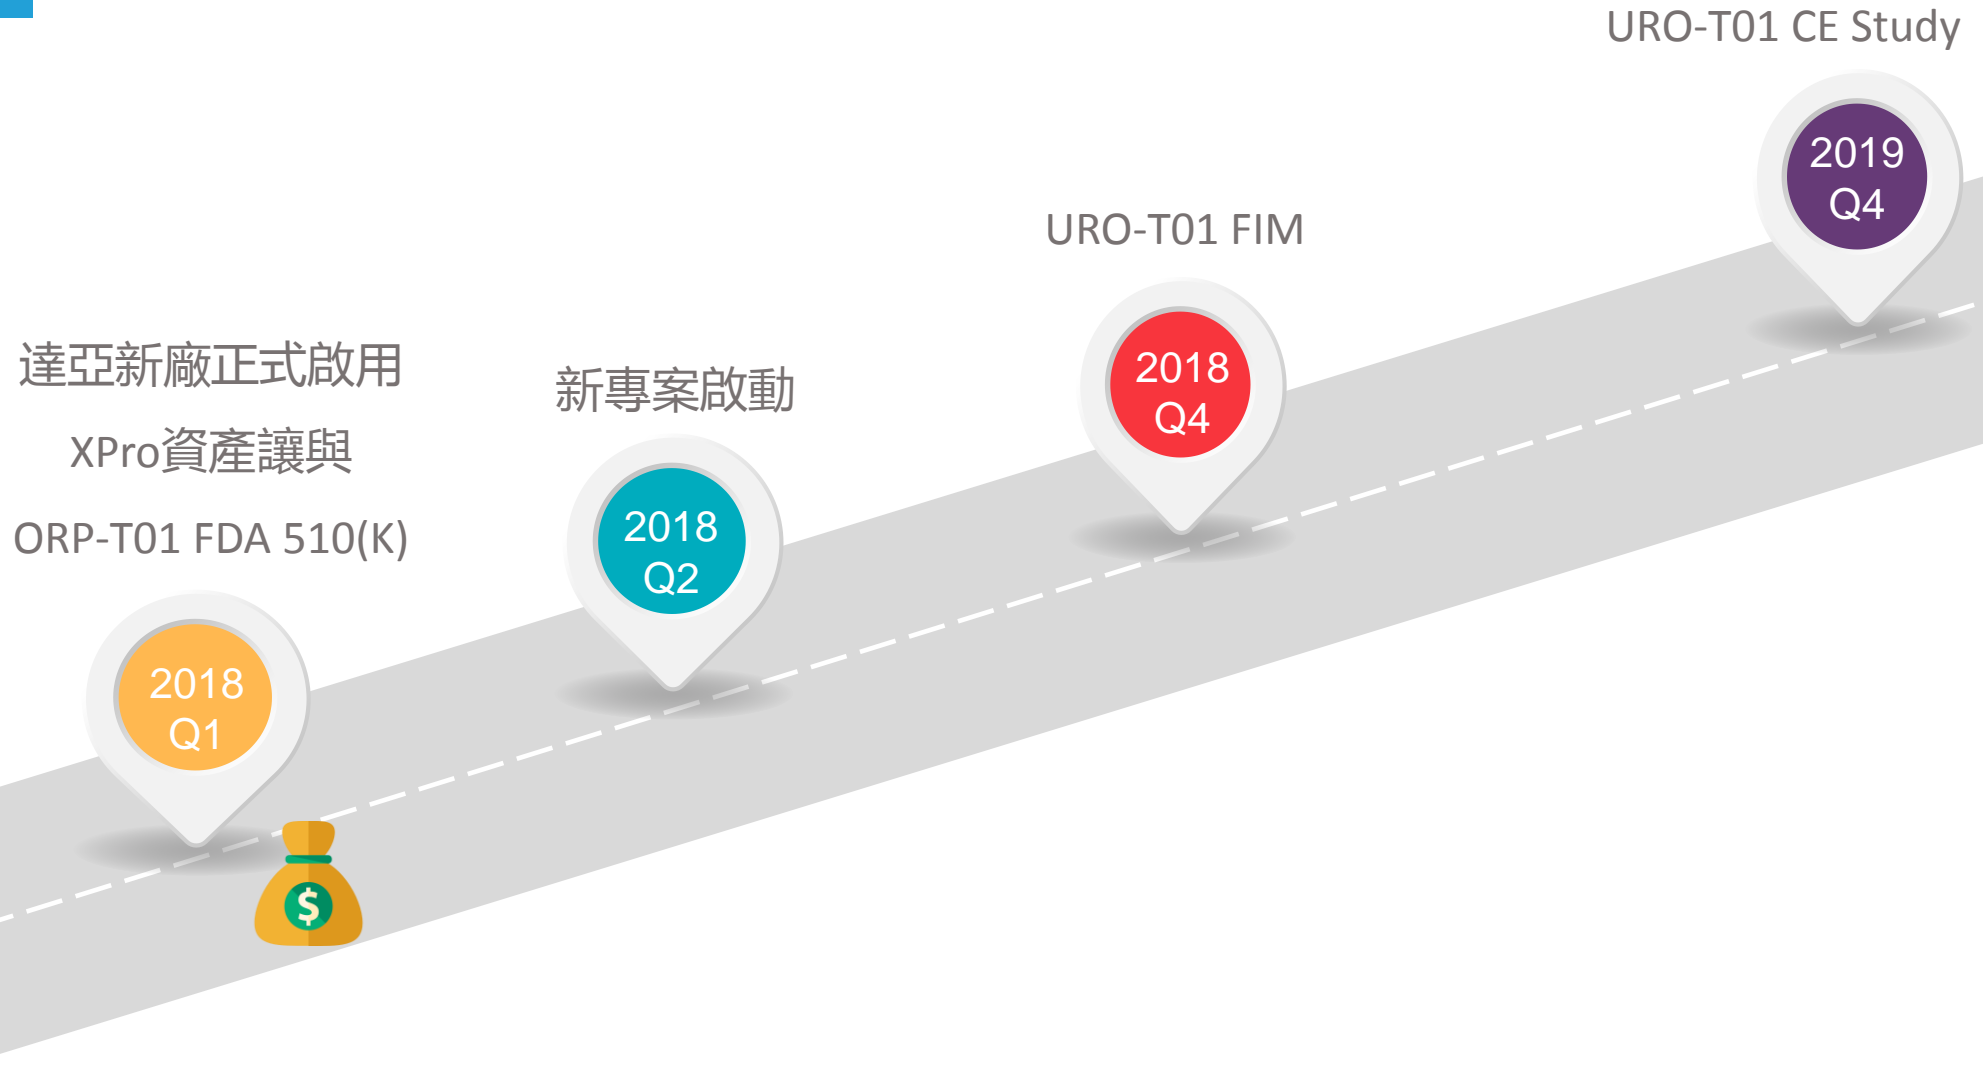 達亞新廠正式啟用
XPro資產讓與
ORP-T01 FDA 510(K)
2018
Q1
$
新專案啟動
2018
Q2
URO-T01 FIM
2018
Q4
URO-T01 CE Study
2019
Q4